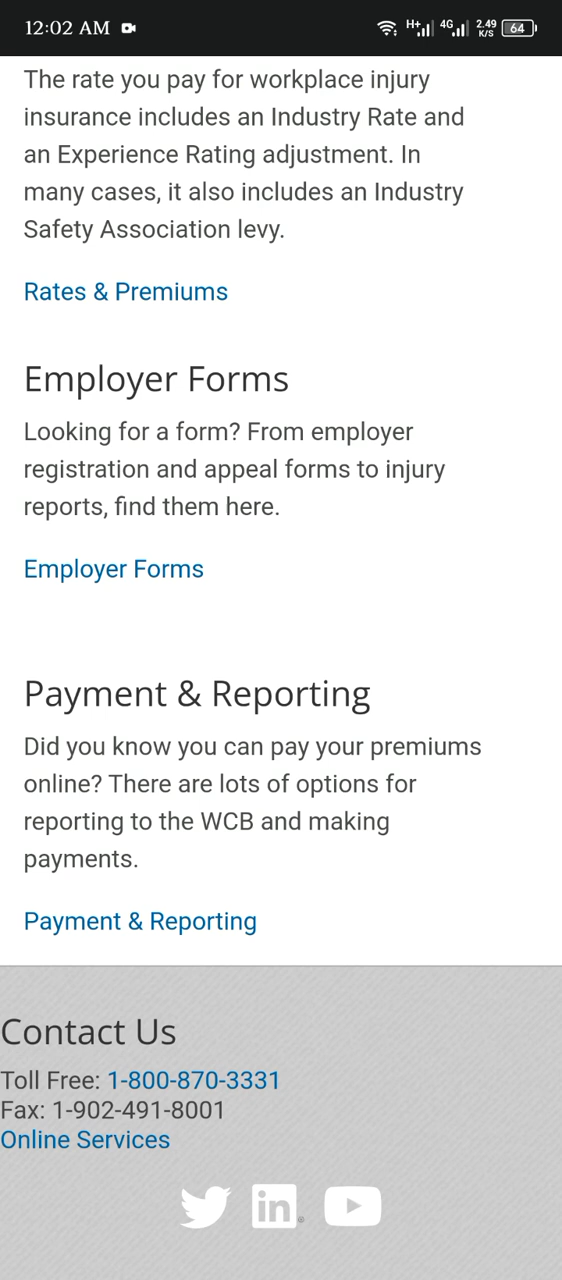 12:02 AM H+ 4G 2.49 K/S 64
The rate you pay for workplace injury
insurance includes an Industry Rate and
an Experience Rating adjustment. In
many cases, it also includes an Industry
Safety Association levy.
Rates & Premiums
Employer Forms
Looking for a form? From employer
registration and appeal forms to injury
reports, find them here.
Employer Forms
Payment & Reporting
Did you know you can pay your premiums
online? There are lots of options for
reporting to the WCB and making
payments.
Payment & Reporting
Contact Us
Toll Free: 1-800-870-3331
Fax: 1-902-491-8001
Online Services
in